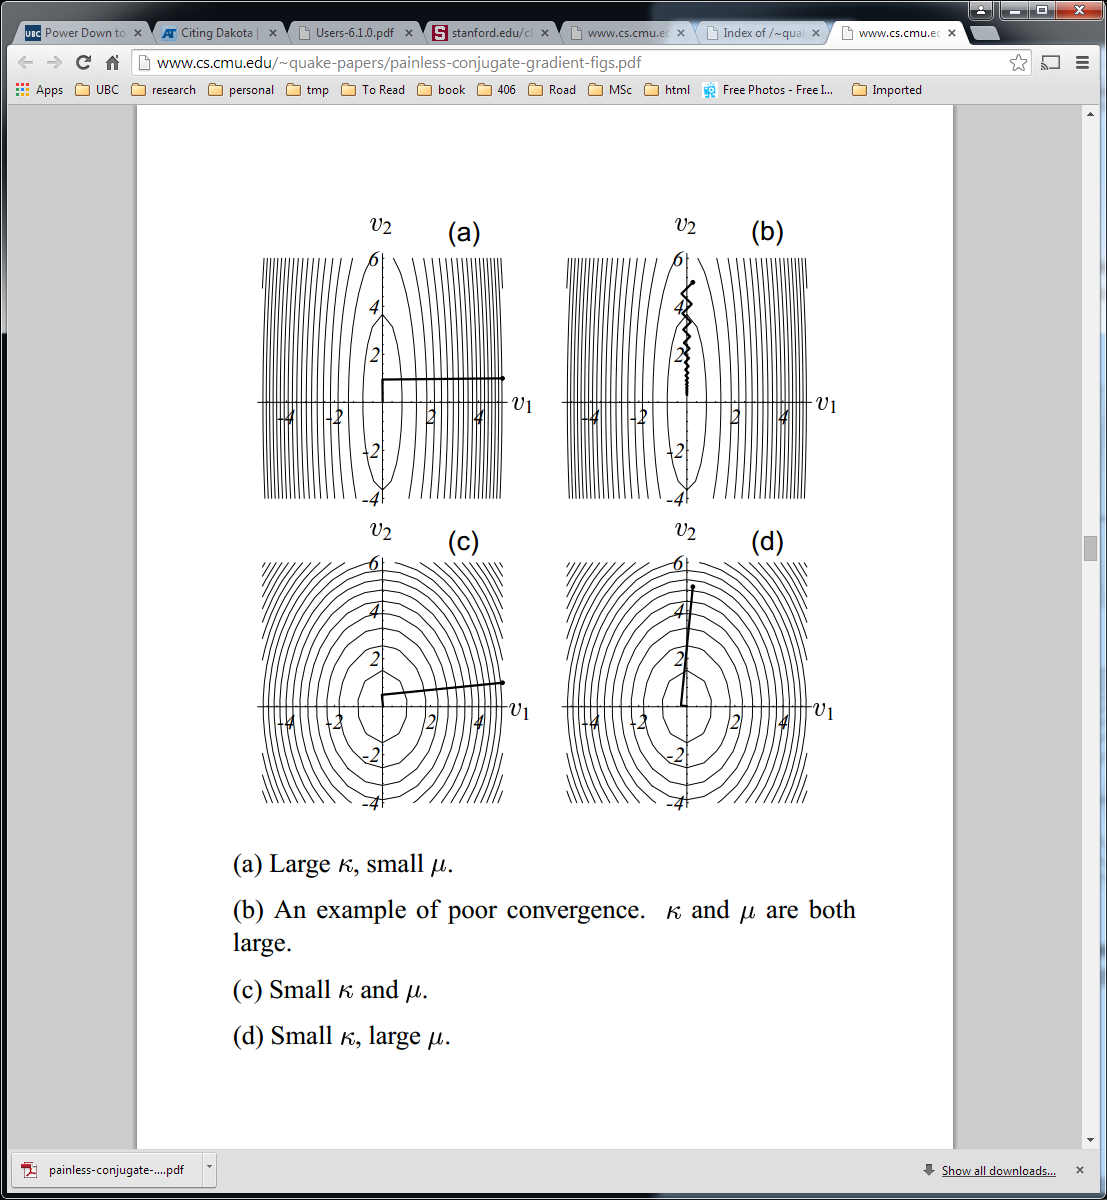 UBC Power Down to
AT Citing Dakota |
Users-6.1.0.pdf
S stanford.edu/cl
www.cs.cmu.ec
Index of /~qual
www.cs.cmu.ec
www.cs.cmu.edu/~quake-papers/painless-conjugate-gradient-figs.pdf
Apps UBC research personal tmp To Read book 406 Road MSc html Free Photos - Free I... Imported
v2 (a) v2 (b)
6 6
4 4
2 2
-4 -2 2 4 v1 -4 -2 2 4 v1
-2 -2
-4 -4
v2 (c) v2 (d)
6 6
4 4
2 2
-4 -2 2 4 v1 -4 -2 2 4 v1
-2 -2
-4 -4
(a) Large κ, small μ.
(b) An example of poor convergence. κ and μ are both
large.
(c) Small κ and μ.
(d) Small κ, large μ.
painless-conjugate-....pdf
Show all downloads...